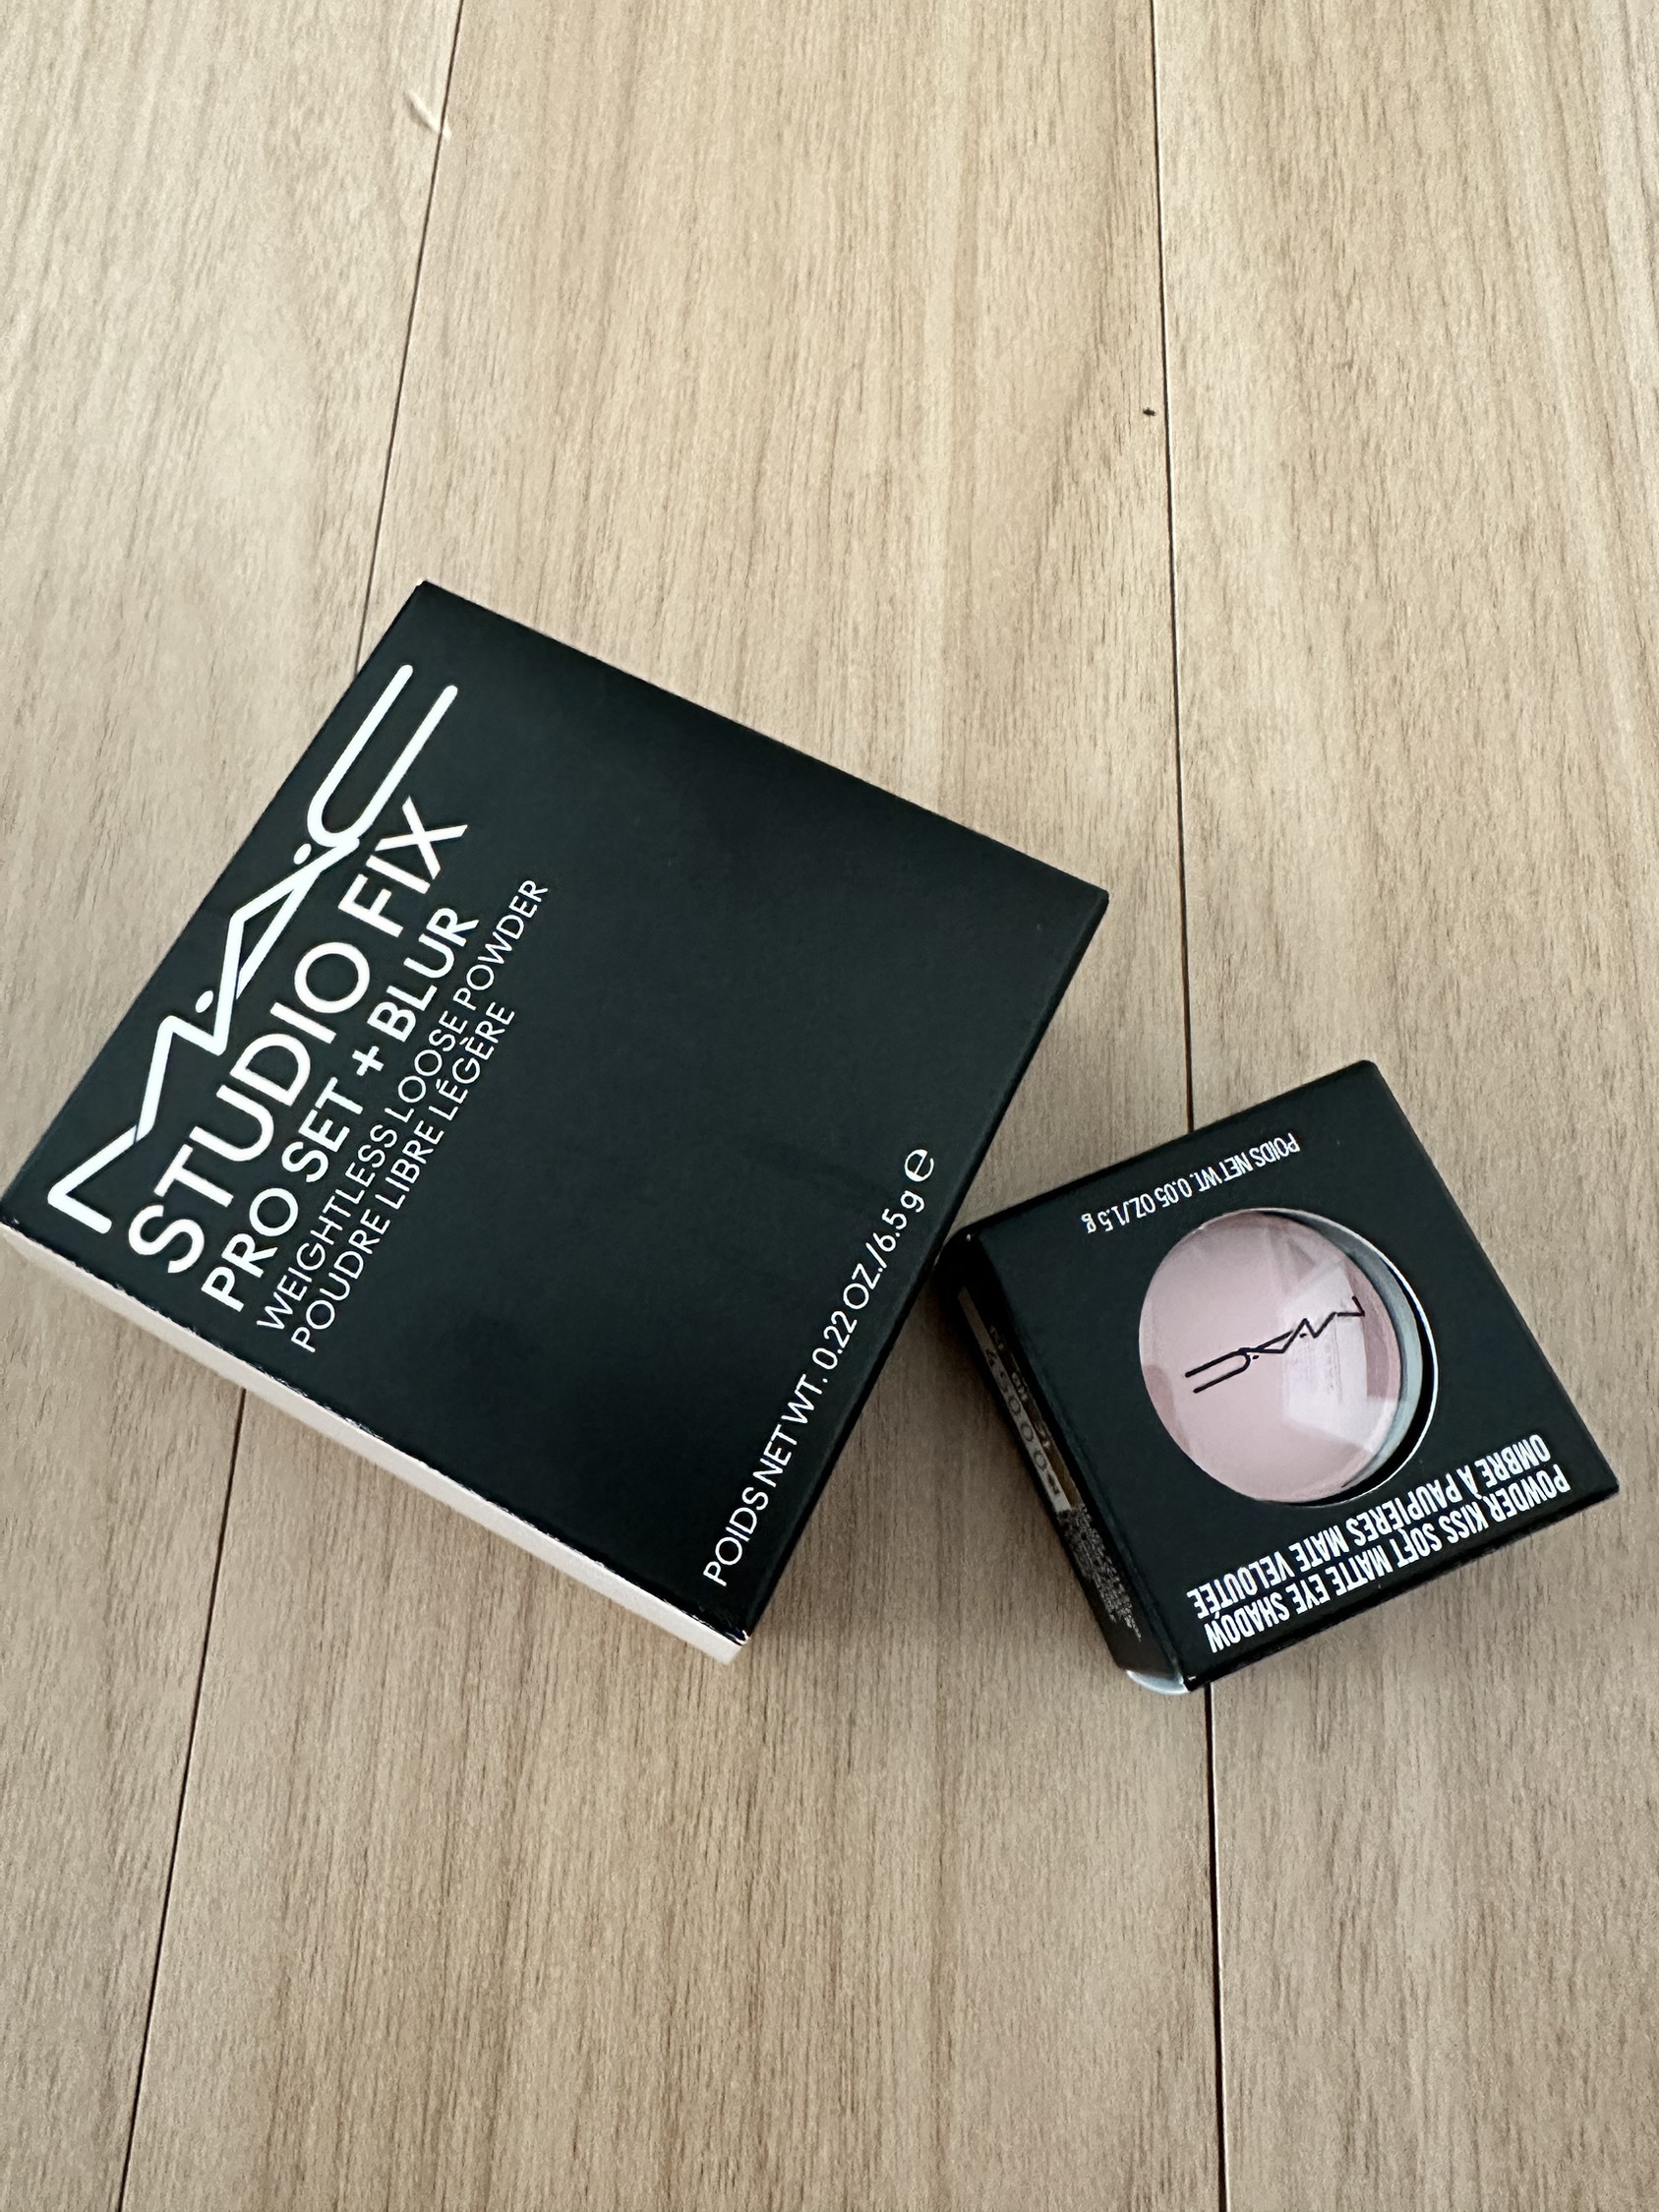 MAC
STUDIO FIX
PRO SET + BLUR
WEIGHTLESS LOOSE POWDER
POUDRE LIBRE LÉGÈRE
POIDS NET WT. 0.22 OZ./6.5 g ℮
POWDER KISS SOFT MATTE EYE SHADOW
OMBRE À PAUPIÈRES MATE VELOUTÉE
MAC
POIDS NET WT. 0.05 OZ./1.5 g